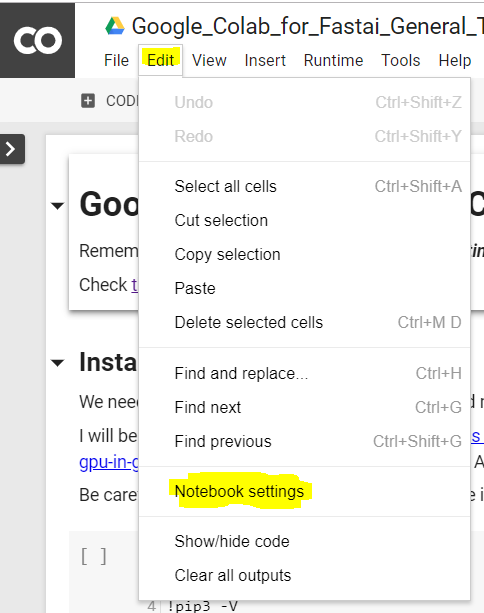 CO
Google_Colab_for_Fastai_General_T
File Edit View Insert Runtime Tools Help
CODE
Undo Ctrl+Shift+Z
Redo Ctrl+Shift+Y
Select all cells Ctrl+Shift+A
Cut selection
Copy selection
Paste
Delete selected cells Ctrl+M D
Find and replace... Ctrl+H
Find next Ctrl+G
Find previous Ctrl+Shift+G
Notebook settings
Show/hide code
Clear all outputs
Goo
Remem
Check t
Insta
We need
I will be
s
gpu-in-g
A
Be care
[ ]
4 !pip3 -V